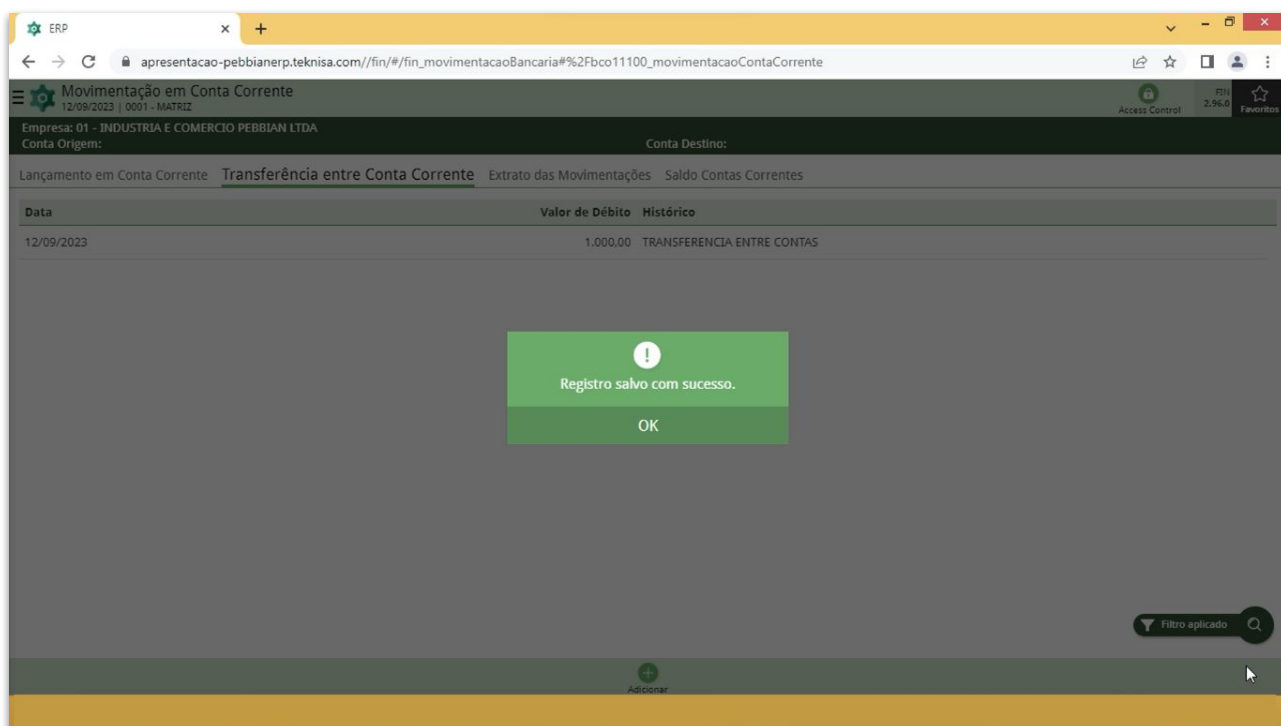 ERP
apresentacao-pebbianerp.teknisa.com//fin/#/fin_movimentacaoBancaria#%2Fbco11100_movimentacaoContaCorrente
Movimentação em Conta Corrente
12/09/2023 | 0001 - MATRIZ
Access Control
FIN
2.96.0
Favoritos
Empresa: 01 - INDUSTRIA E COMERCIO PEBBIAN LTDA
Conta Origem: Conta Destino:
Lançamento em Conta Corrente Transferência entre Conta Corrente Extrato das Movimentações Saldo Contas Correntes
Data Valor de Débito Histórico
12/09/2023 1.000,00 TRANSFERENCIA ENTRE CONTAS
Registro salvo com sucesso.
OK
Filtro aplicado
Adicionar